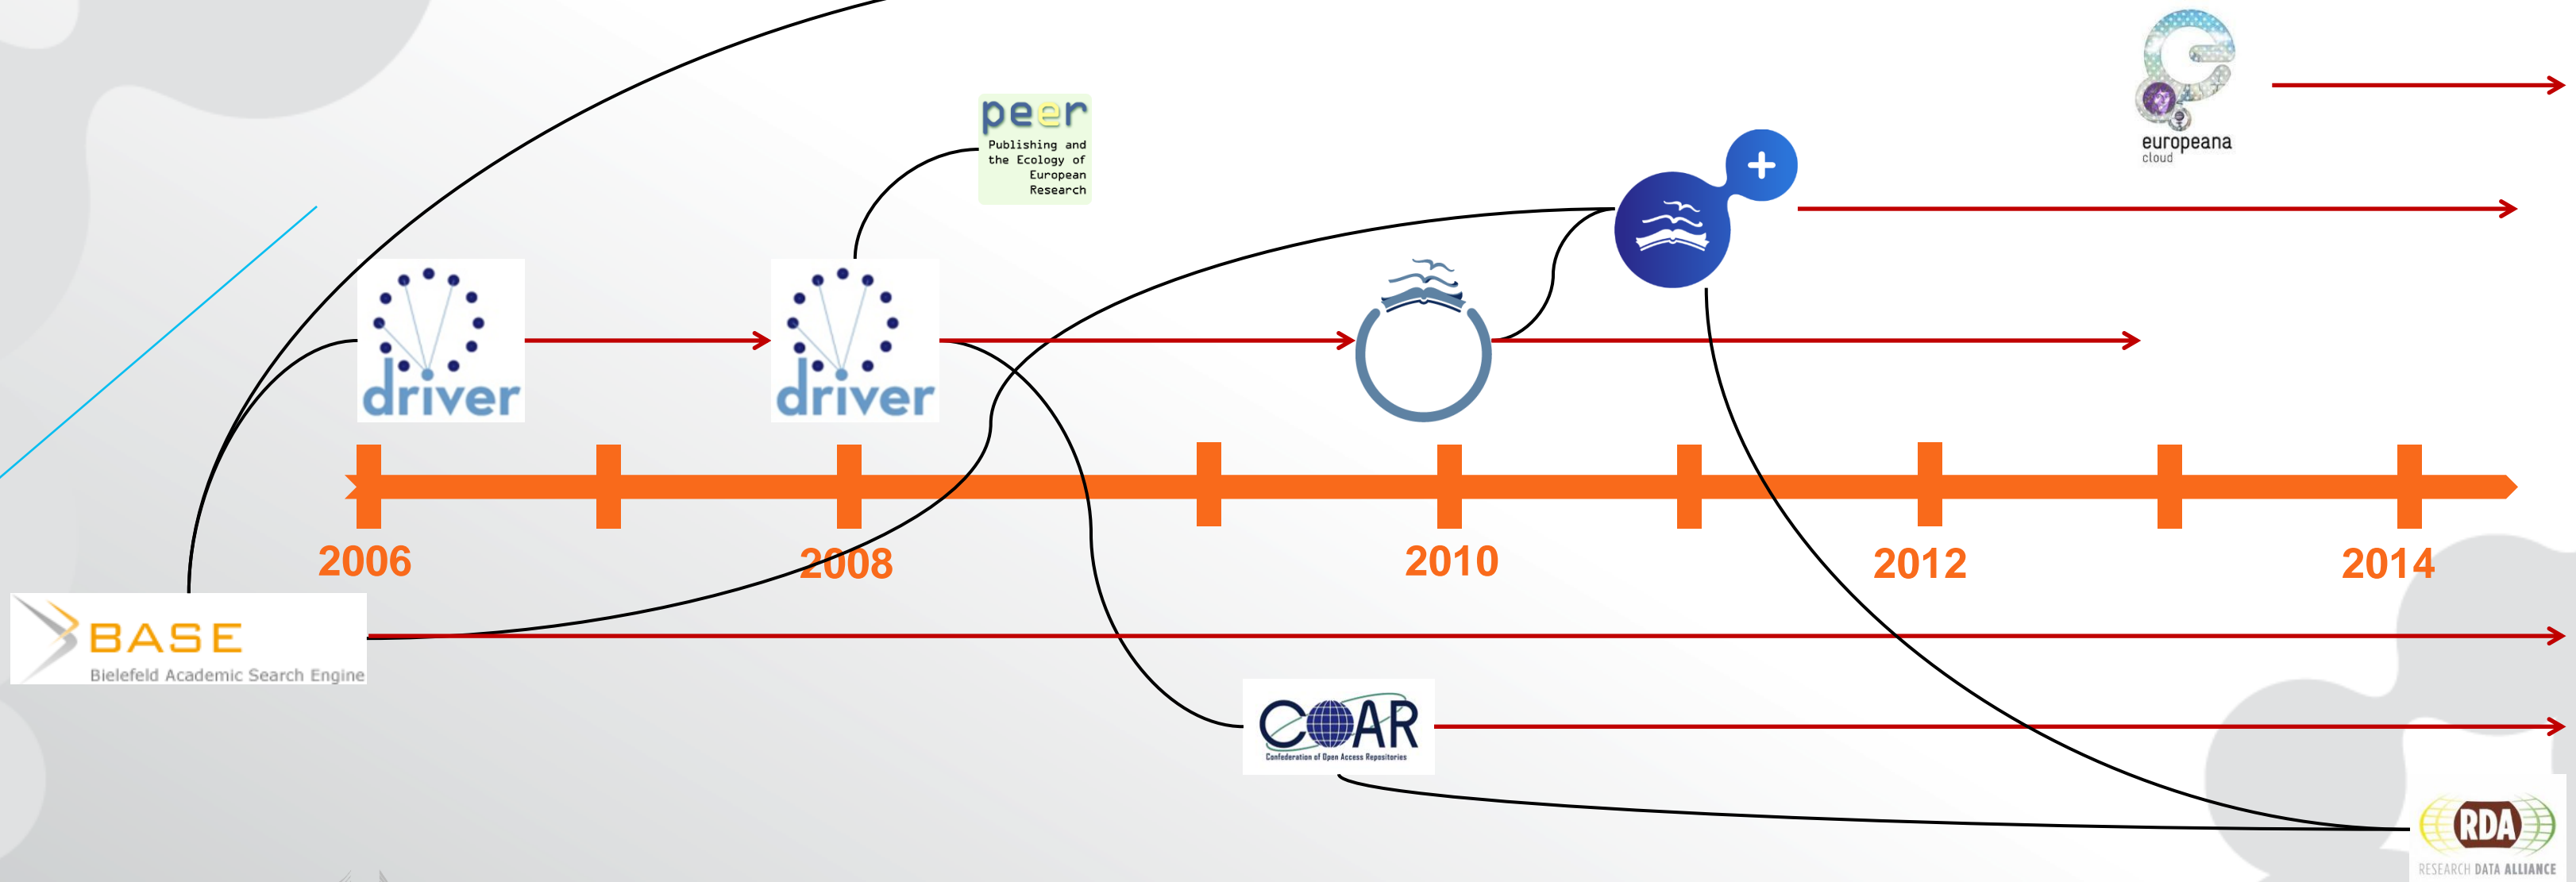 europeana
cloud
peer
Publishing and
the Ecology of
European
Research
driver
driver
2006
2008
2010
2012
2014
BASE
Bielefeld Academic Search Engine
COAR
Confederation of Open Access Repositories
RDA
RESEARCH DATA ALLIANCE